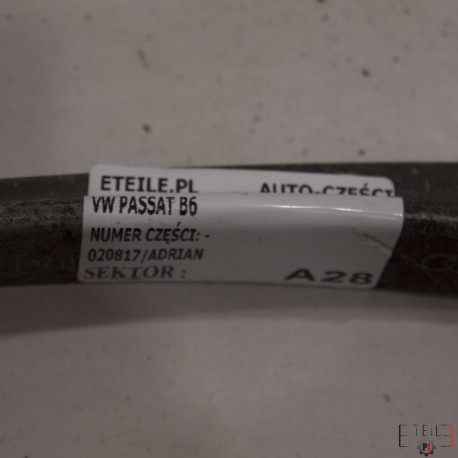 ETEILE.PL AUTO-CZĘŚCI
VW PASSAT B6
NUMER CZĘŚCI: -
020817/ADRIAN
SEKTOR : A28
ETEILE
PL